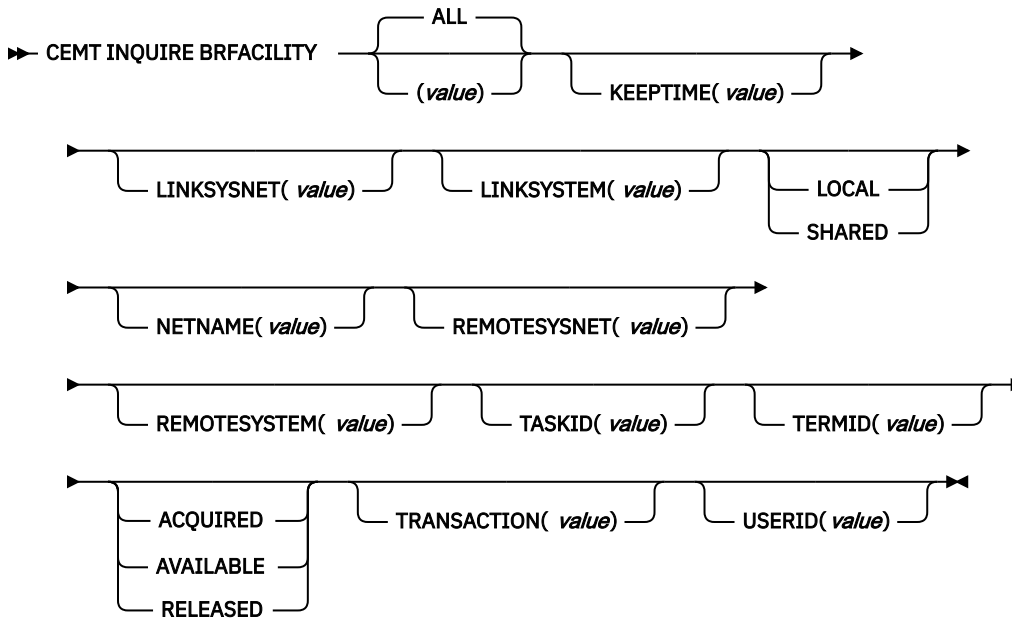 ALL
CEMT INQUIRE BRFACILITY
(value)
KEEPTIME( value)
LINKSYSNET( value)
LINKSYSTEM( value)
LOCAL
SHARED
NETNAME( value)
REMOTESYSNET( value)
REMOTESYSTEM( value)
TASKID( value)
TERMID( value)
ACQUIRED
AVAILABLE
RELEASED
TRANSACTION( value)
USERID( value)